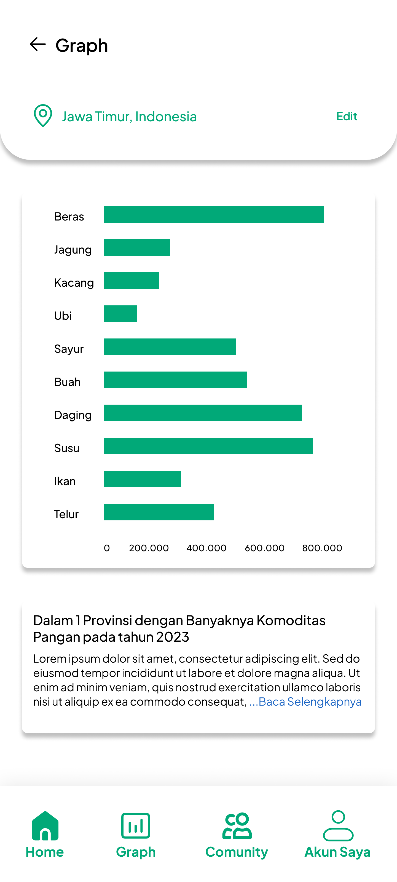 Graph
Jawa Timur, Indonesia
Edit
Beras
Jagung
Kacang
Ubi
Sayur
Buah
Daging
Susu
Ikan
Telur
0 200.000 400.000 600.000 800.000
Dalam 1 Provinsi dengan Banyaknya Komoditas
Pangan pada tahun 2023
Lorem ipsum dolor sit amet, consectetur adipiscing elit. Sed do
eiusmod tempor incididunt ut labore et dolore magna aliqua. Ut
enim ad minim veniam, quis nostrud exercitation ullamco laboris
nisi ut aliquip ex ea commodo consequat, ...Baca Selengkapnya
Home Graph Comunity Akun Saya